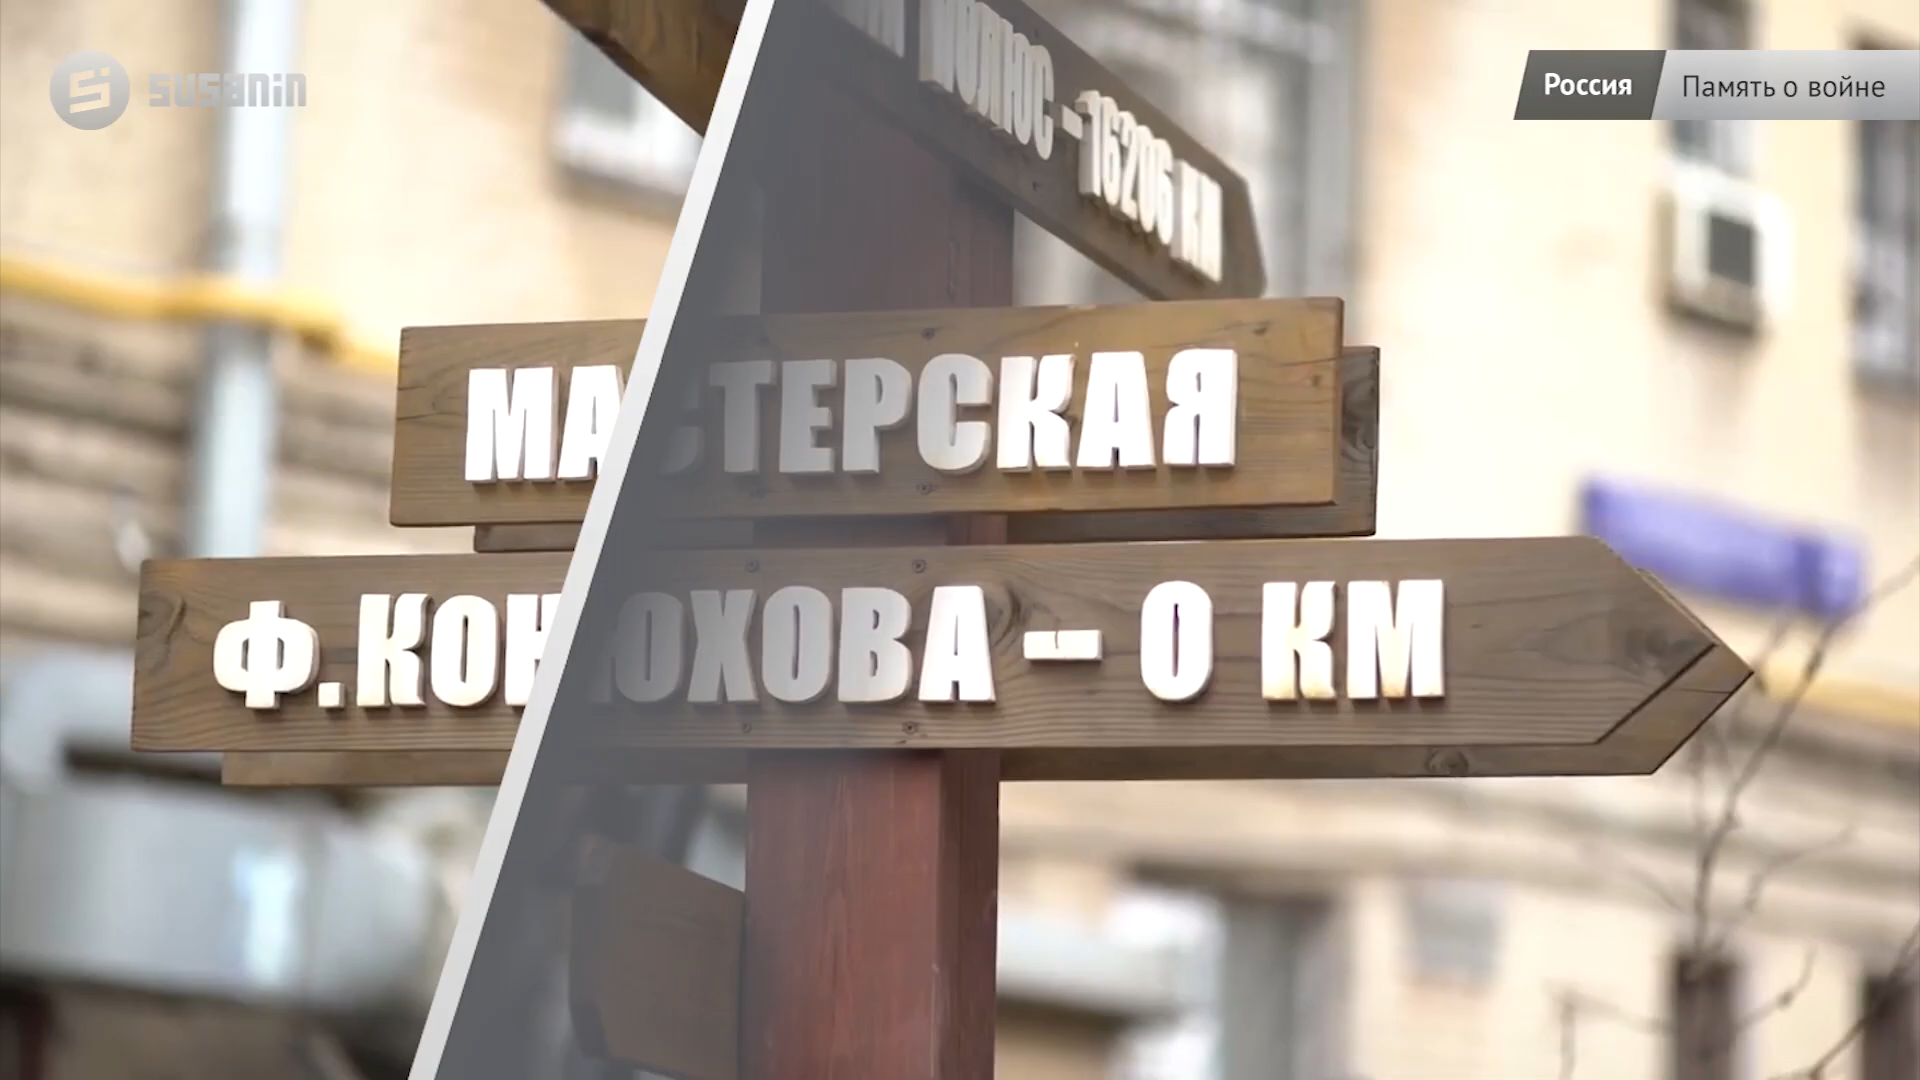 susanin
Россия Память о войне
ПОЛЮС - 16206 КМ
МАСТЕРСКАЯ
Ф.КОНЮХОВА - 0 КМ